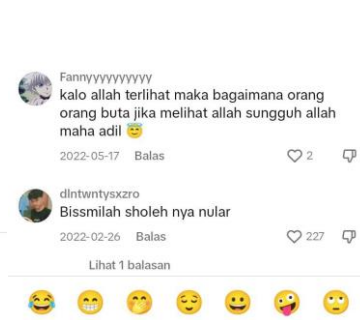 Fannyyyyyyyyyy
kalo allah terlihat maka bagaimana orang
orang buta jika melihat allah sungguh allah
maha adil 😇
2022-05-17 Balas 2
dlntwntysxzro
Bissmilah sholeh nya nular
2022-02-26 Balas 227
Lihat 1 balasan